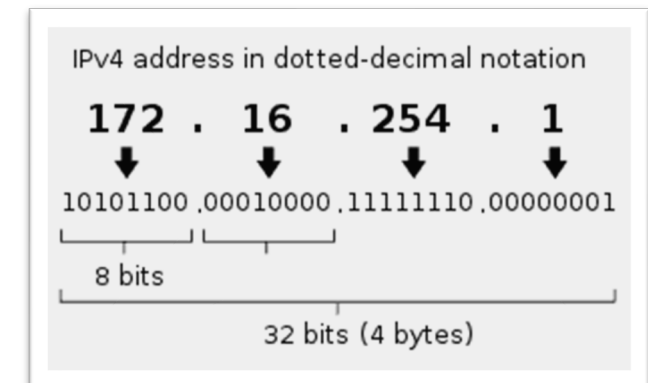 IPv4 address in dotted-decimal notation
172 . 16 . 254 . 1
10101100 .00010000 .11111110 .00000001
8 bits
32 bits (4 bytes)